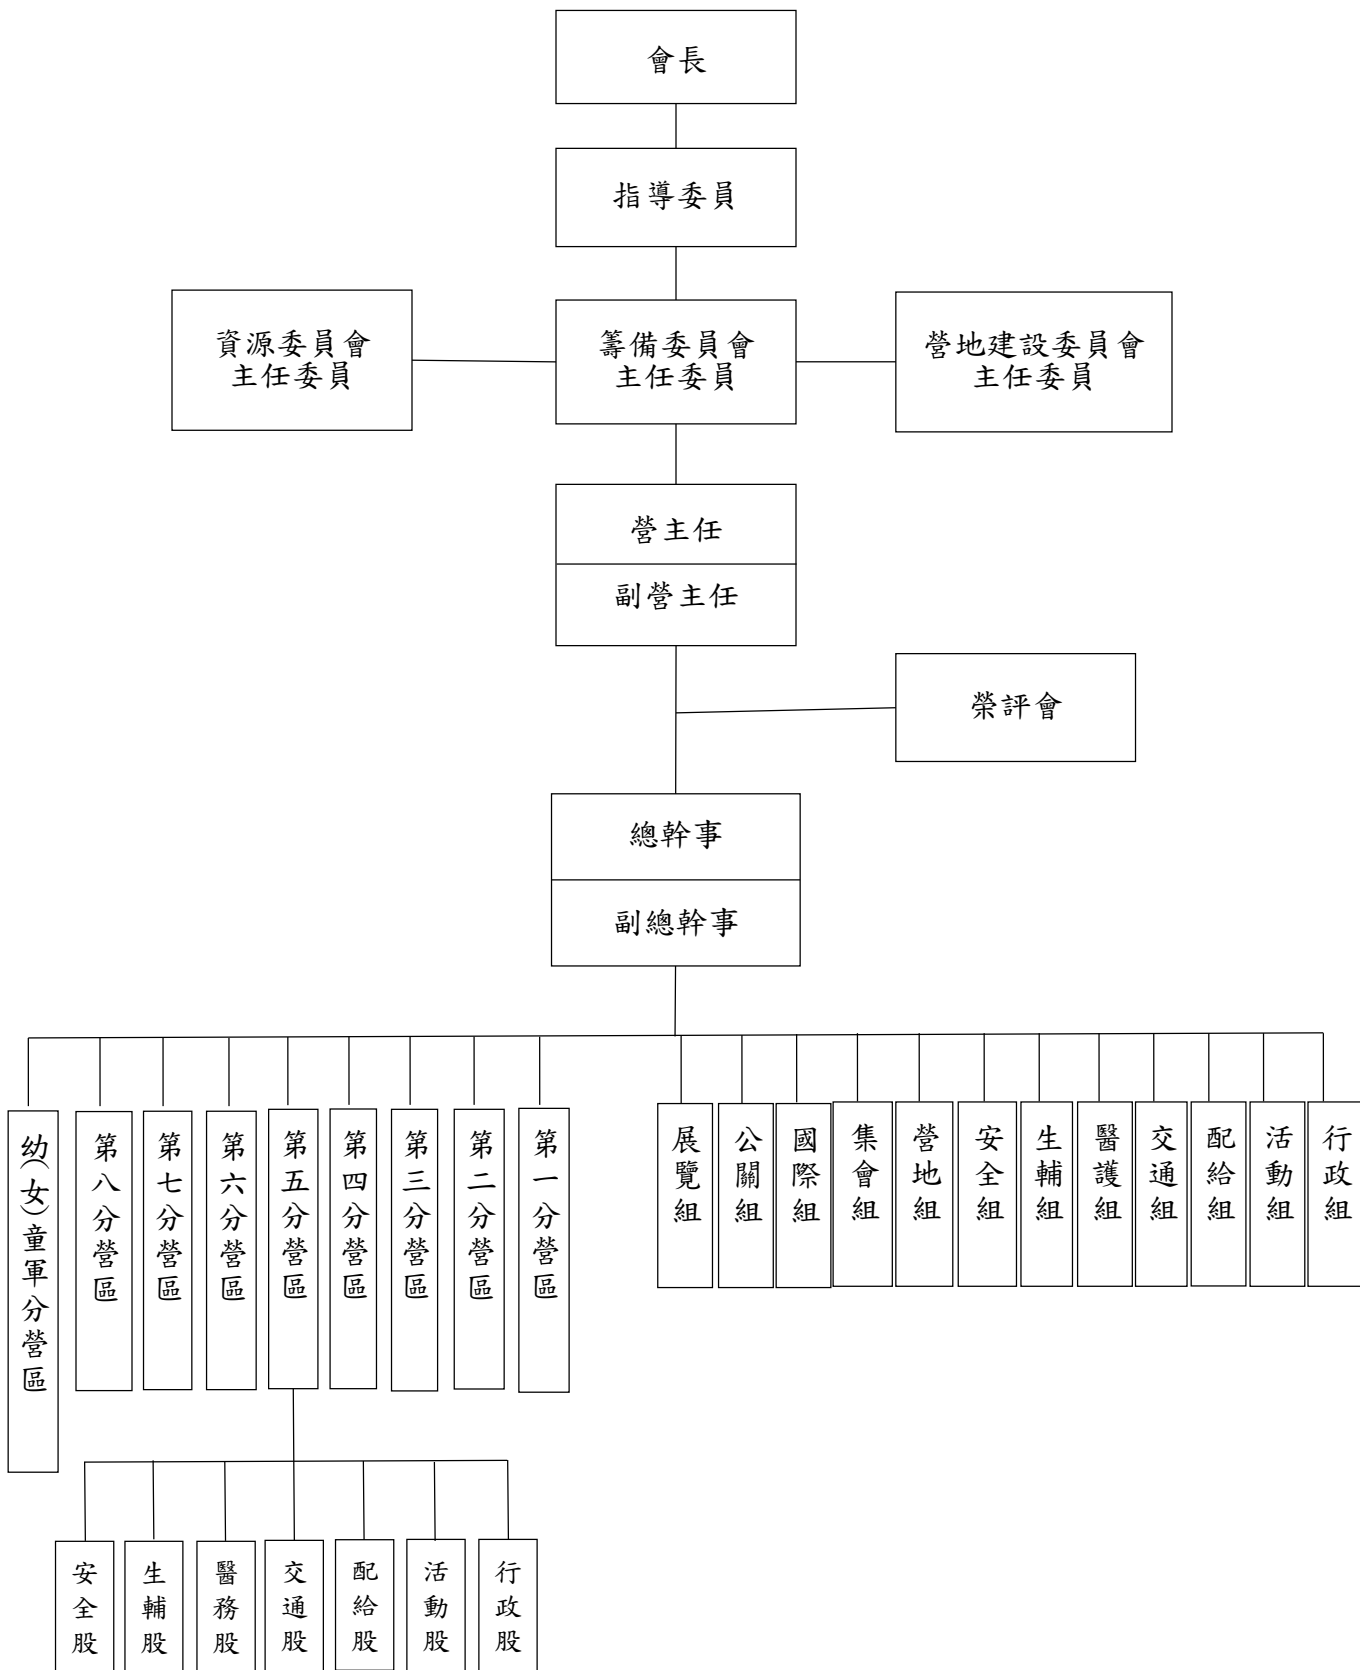 會長
指導委員
資源委員會
主任委員
籌備委員會
主任委員
營地建設委員會
主任委員
營主任
副營主任
榮評會
總幹事
副總幹事
幼(女)童軍分營區
第八分營區
第七分營區
第六分營區
第五分營區
第四分營區
第三分營區
第二分營區
第一分營區
展覽組
公關組
國際組
集會組
營地組
安全組
生輔組
醫護組
交通組
配給組
活動組
行政組
安全股
生輔股
醫務股
交通股
配給股
活動股
行政股